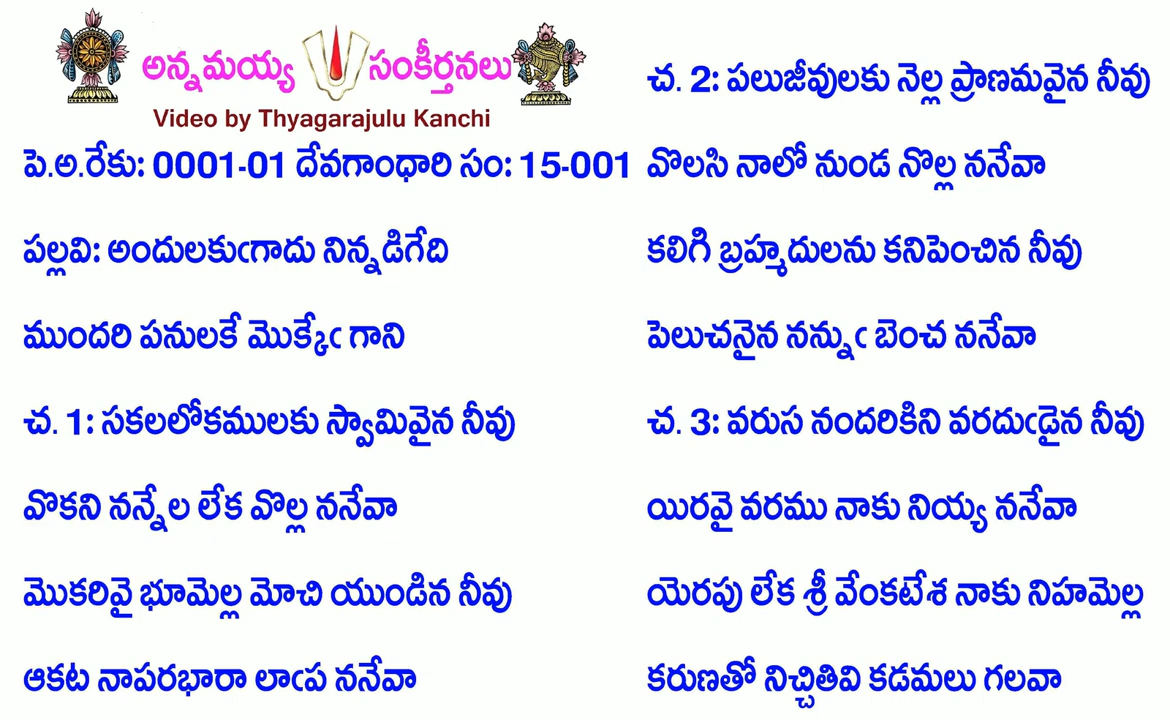 అన్నమయ్య సంకీర్తనలు
Video by Thyagarajulu Kanchi
పె.అ.రేకు: 0001-01 దేవగాంధారి సం: 15-001
పల్లవి: అందులకుఁగాదు నిన్నడిగేది
ముందరి పనులకే మొక్కేఁ గాని
చ. 1: సకలలోకములకు స్వామివైన నీవు
వొకని నన్నేల లేక వొల్ల ననేవా
మొకరివై భూమెల్ల మోచి యుండిన నీవు
ఆకట నాపరభారా లాఁప ననేవా
చ. 2: పలుజీవులకు నెల్ల ప్రాణమవైన నీవు
వొలసి నాలో నుండ నొల్ల ననేవా
కలిగి బ్రహ్మదులను కనిపెంచిన నీవు
పెలుచనైన నన్నుఁ బెంచ ననేవా
చ. 3: వరుస నందరికిని వరదుఁడైన నీవు
యిరవై వరము నాకు నియ్య ననేవా
యెరపు లేక శ్రీ వేంకటేశ నాకు నిహమెల్ల
కరుణతో నిచ్చితివి కడమలు గలవా